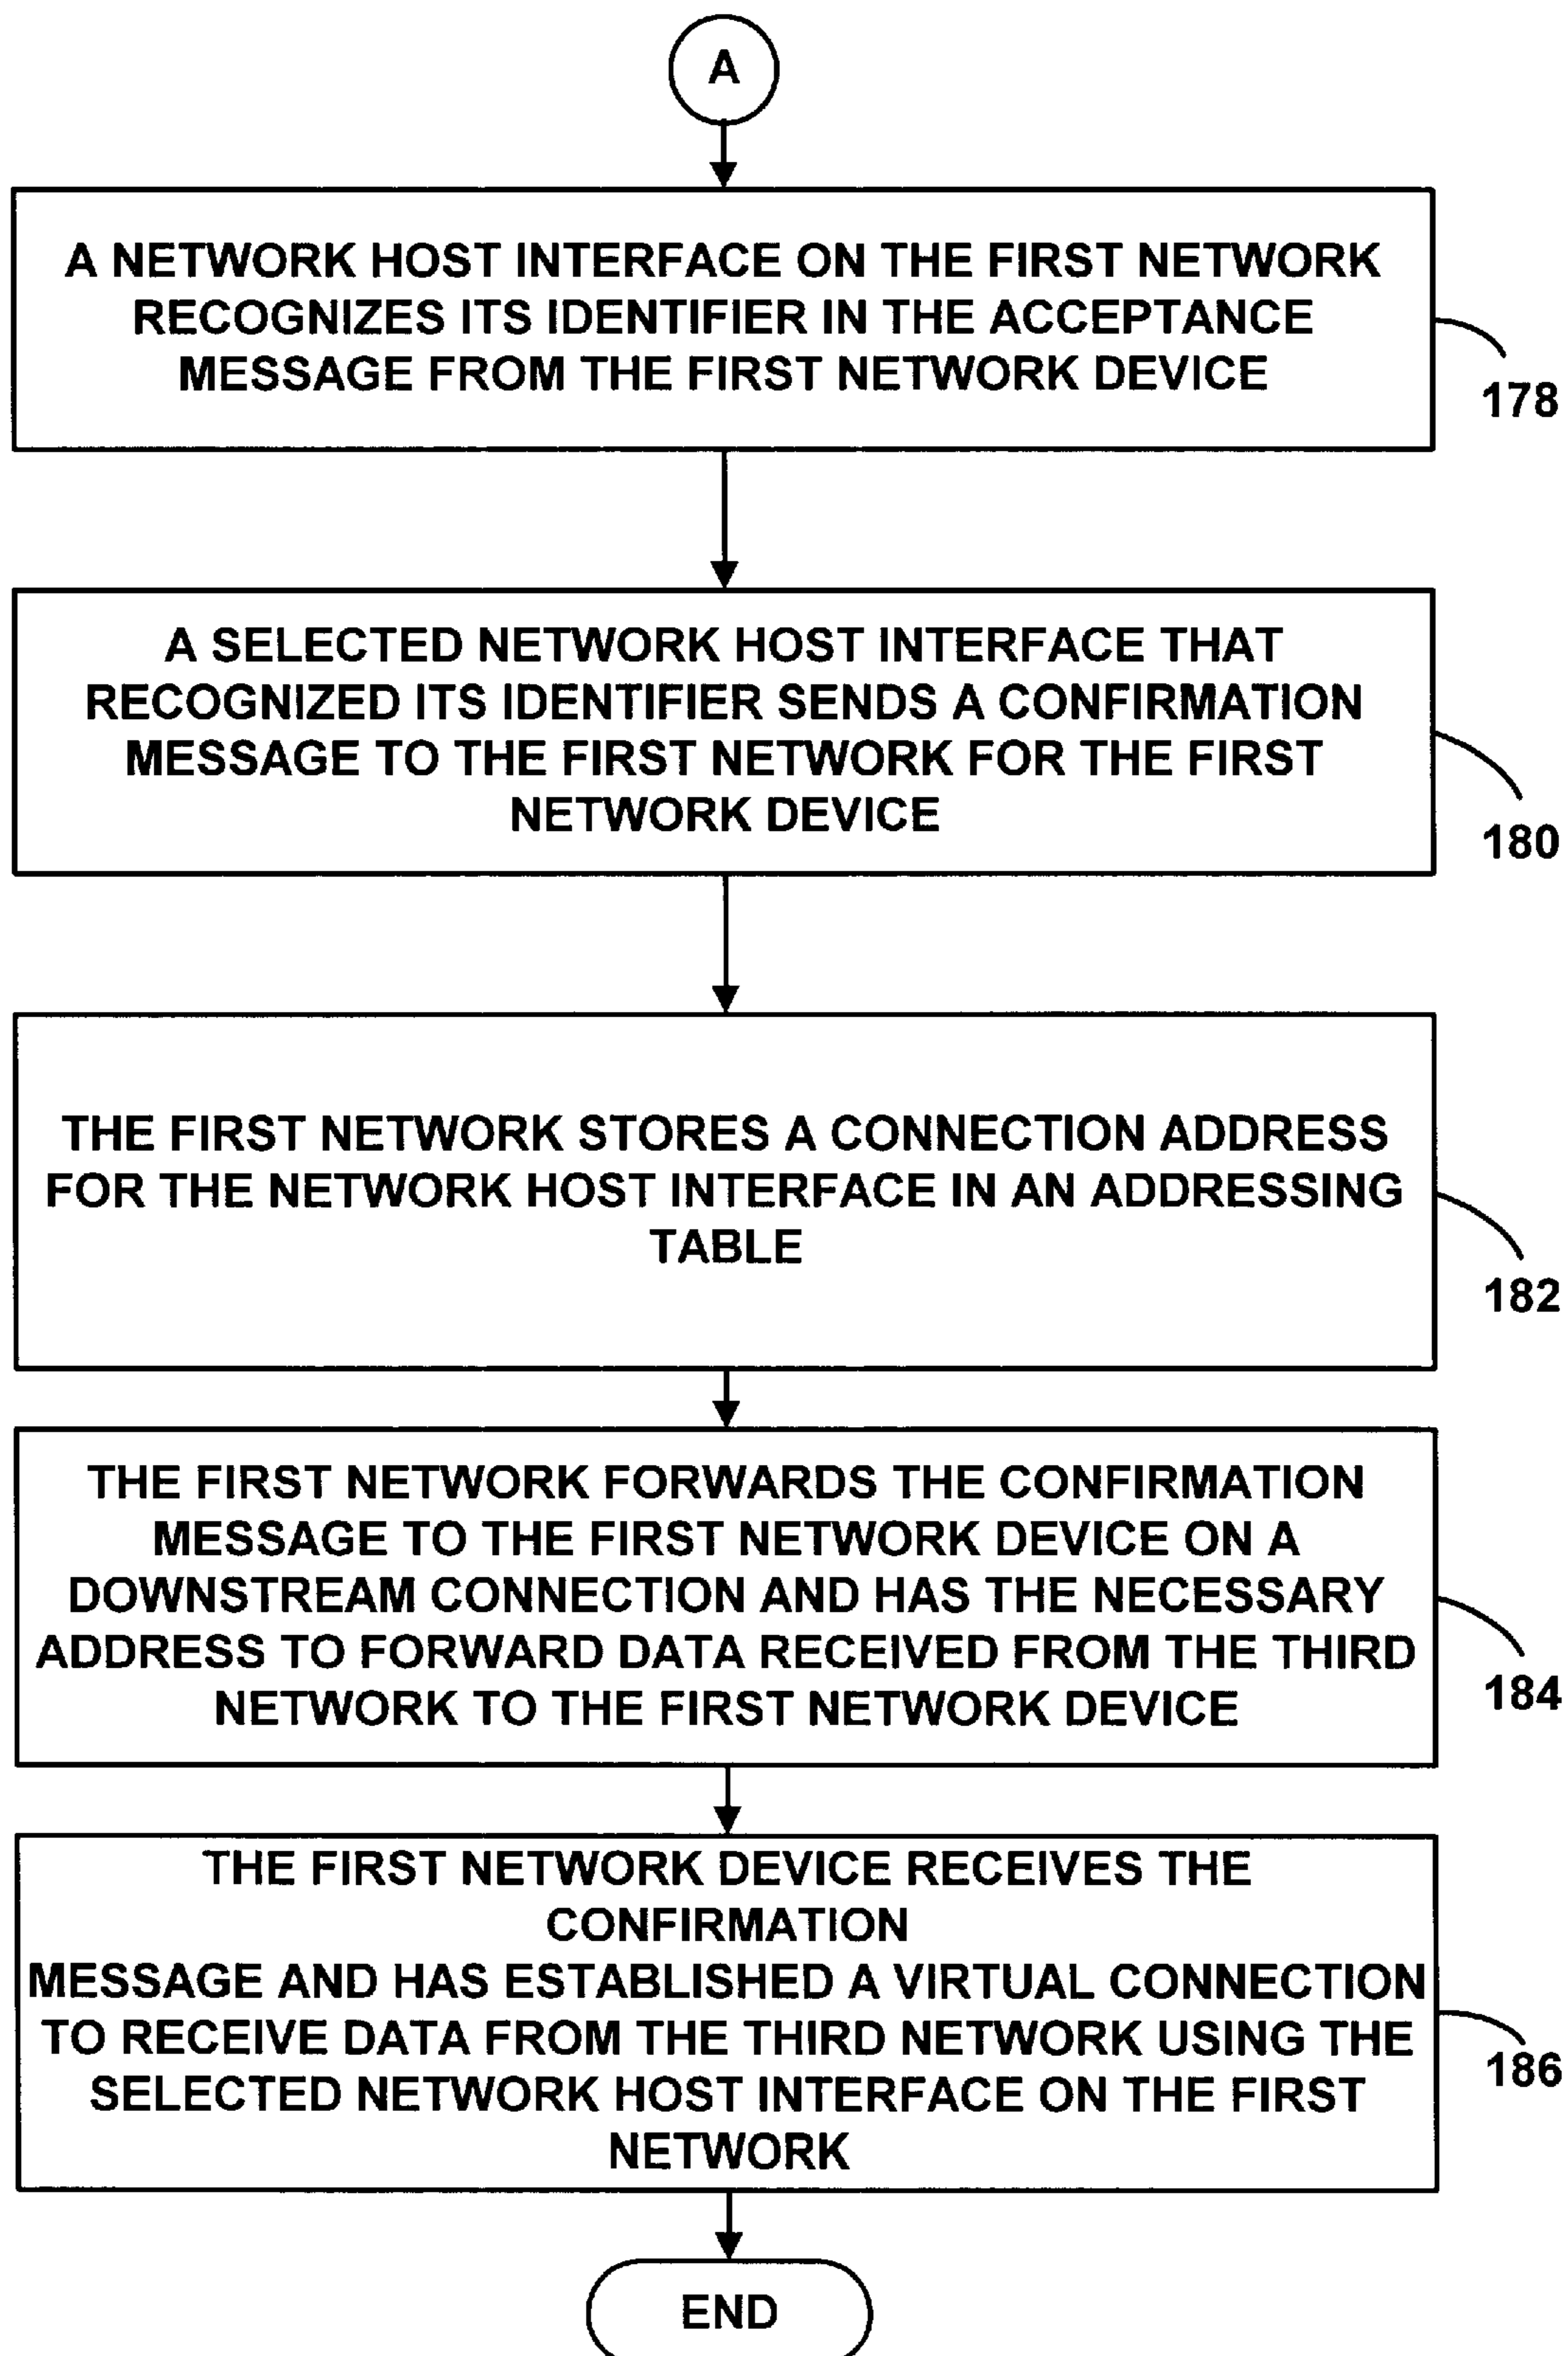 A
A NETWORK HOST INTERFACE ON THE FIRST NETWORK
RECOGNIZES ITS IDENTIFIER IN THE ACCEPTANCE
MESSAGE FROM THE FIRST NETWORK DEVICE
178
A SELECTED NETWORK HOST INTERFACE THAT
RECOGNIZED ITS IDENTIFIER SENDS A CONFIRMATION
MESSAGE TO THE FIRST NETWORK FOR THE FIRST
NETWORK DEVICE
180
THE FIRST NETWORK STORES A CONNECTION ADDRESS
FOR THE NETWORK HOST INTERFACE IN AN ADDRESSING
TABLE
182
THE FIRST NETWORK FORWARDS THE CONFIRMATION
MESSAGE TO THE FIRST NETWORK DEVICE ON A
DOWNSTREAM CONNECTION AND HAS THE NECESSARY
ADDRESS TO FORWARD DATA RECEIVED FROM THE THIRD
NETWORK TO THE FIRST NETWORK DEVICE
184
THE FIRST NETWORK DEVICE RECEIVES THE
CONFIRMATION
MESSAGE AND HAS ESTABLISHED A VIRTUAL CONNECTION
TO RECEIVE DATA FROM THE THIRD NETWORK USING THE
SELECTED NETWORK HOST INTERFACE ON THE FIRST
NETWORK
186
END